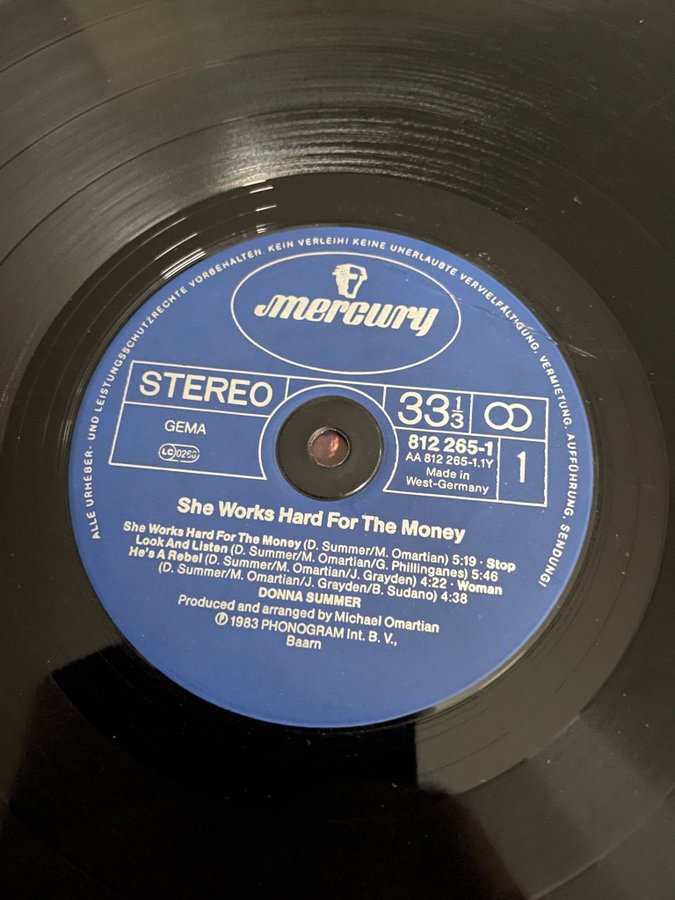 ALLE URHEBER- UND LEISTUNGSSCHUTZRECHTE VORBEHALTEN. KEIN VERLEIH! KEINE UNERLAUBTE VERVIELFÄLTIGUNG, VERMIETUNG, AUFFÜHRUNG, SENDUNG!
mercury
STEREO
33 1/3
GEMA
LC 0268
812 265-1
AA 812 265-1.1Y
Made in
West-Germany
1
She Works Hard For The Money
She Works Hard For The Money (D. Summer/M. Omartian) 5:19 · Stop
Look And Listen (D. Summer/M. Omartian/G. Phillinganes) 5:46
He's A Rebel (D. Summer/M. Omartian/J. Grayden) 4:22 · Woman
(D. Summer/M. Omartian/J. Grayden/B. Sudano) 4:38
DONNA SUMMER
Produced and arranged by Michael Omartian
℗ 1983 PHONOGRAM Int. B. V.,
Baarn